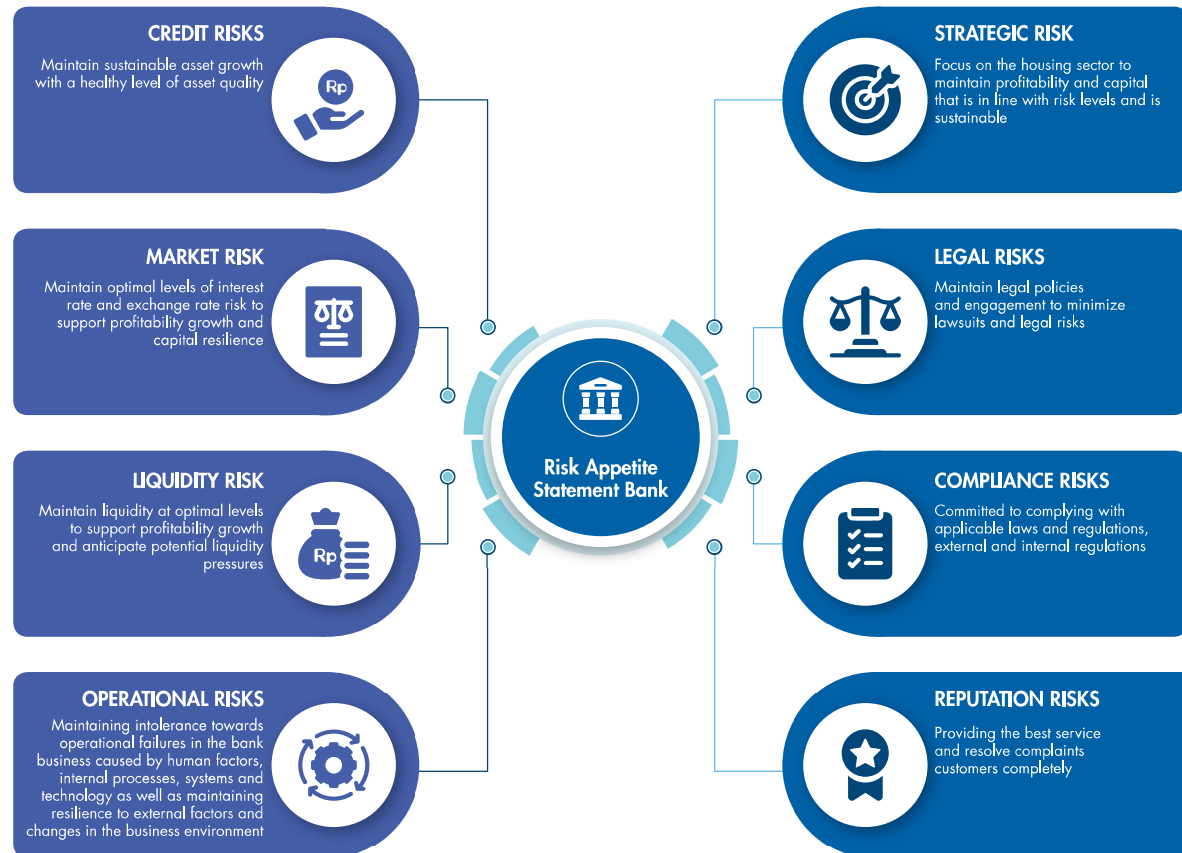 CREDIT RISKS
Maintain sustainable asset growth
with a healthy level of asset quality
Rp
MARKET RISK
Maintain optimal levels of interest
rate and exchange rate risk to
support profitability growth and
capital resilience
LIQUIDITY RISK
Maintain liquidity at optimal levels
to support profitability growth
and anticipate potential liquidity
pressures
Rp
OPERATIONAL RISKS
Maintaining intolerance towards
operational failures in the bank
business caused by human factors,
internal processes, systems and
technology as well as maintaining
resilience to external factors and
changes in the business environment
Risk Appetite
Statement Bank
STRATEGIC RISK
Focus on the housing sector to
maintain profitability and capital
that is in line with risk levels and is
sustainable
LEGAL RISKS
Maintain legal policies
and engagement to minimize
lawsuits and legal risks
COMPLIANCE RISKS
Committed to complying with
applicable laws and regulations,
external and internal regulations
REPUTATION RISKS
Providing the best service
and resolve complaints
customers completely